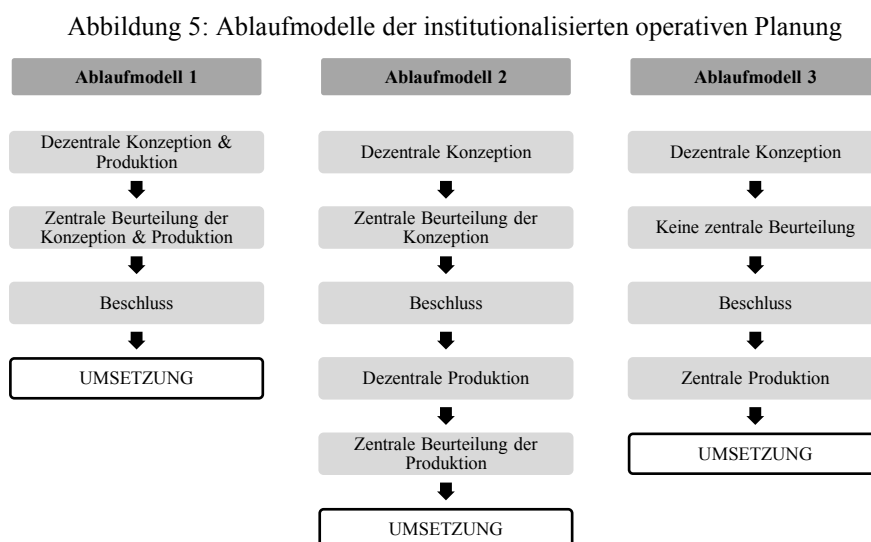 Abbildung 5: Ablaufmodelle der institutionalisierten operativen Planung
Ablaufmodell 1
Dezentrale Konzeption &
Produktion
Zentrale Beurteilung der
Konzeption & Produktion
Beschluss
UMSETZUNG
Ablaufmodell 2
Dezentrale Konzeption
Zentrale Beurteilung der
Konzeption
Beschluss
Dezentrale Produktion
Zentrale Beurteilung der
Produktion
UMSETZUNG
Ablaufmodell 3
Dezentrale Konzeption
Keine zentrale Beurteilung
Beschluss
Zentrale Produktion
UMSETZUNG